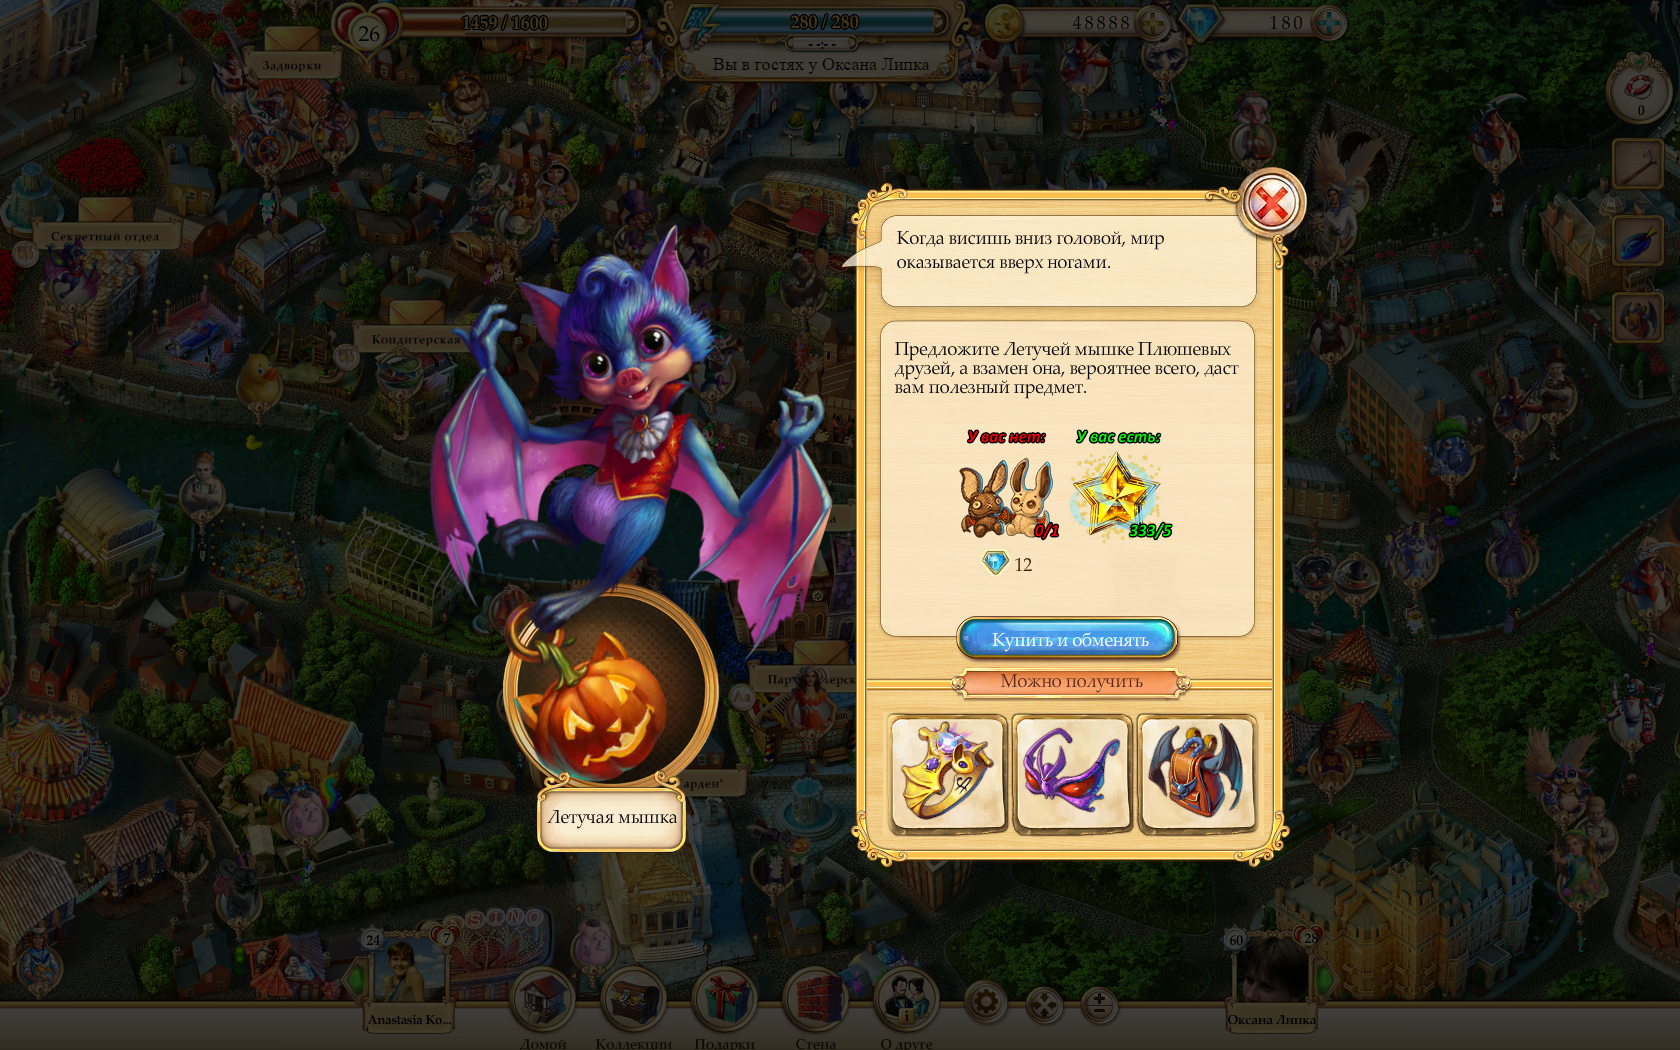 26
1459 / 1600
280 / 280
48888
180
--:--
Вы в гостях у Оксана Липка
Задворки
0
Секретный отдел
Кондитерская
Когда висишь вниз головой, мир
оказывается вверх ногами.
Предложите Летучей мышке Плюшевых
друзей, а взамен она, вероятнее всего, даст
вам полезный предмет.
У вас нет:
У вас есть:
0/1
333/5
12
Купить и обменять
Можно получить
Летучая мышка
CASINO
24
7
60
28
Anastasia Ko...
Оксана Липка
Домой
Коллекции
Подарки
Стена
О друге